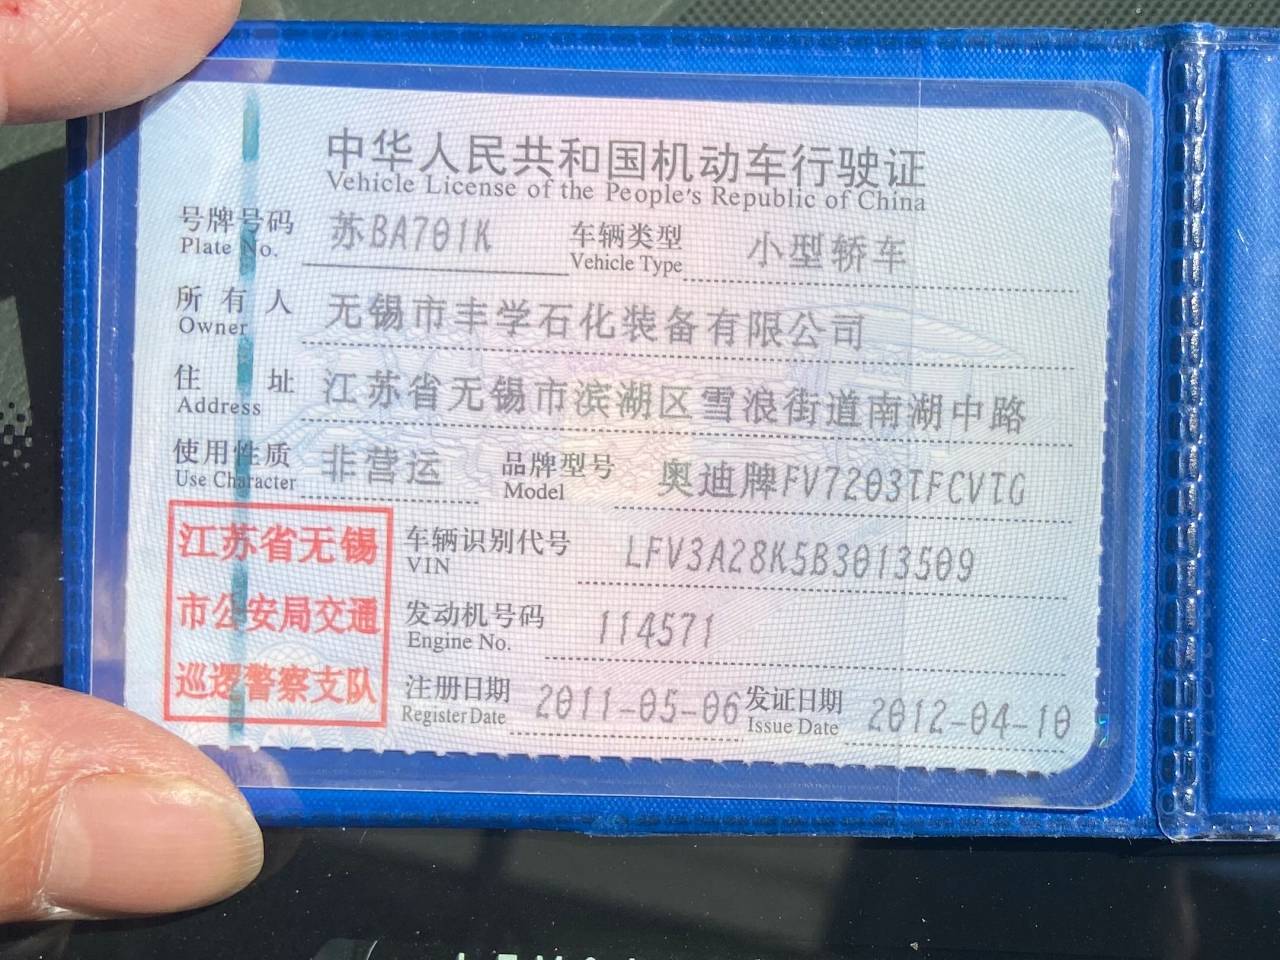 中华人民共和国机动车行驶证
Vehicle License of the People's Republic of China
号牌号码 苏BA701K 车辆类型 小型轿车
Plate No. Vehicle Type
所有人 无锡市丰学石化装备有限公司
Owner
住址 江苏省无锡市滨湖区雪浪街道南湖中路
Address
使用性质 非营运 品牌型号 奥迪牌FV7203TFCVTG
Use Character Model
江苏省无锡
市公安局交通
巡逻警察支队
车辆识别代号 LFV3A28K5B3013509
VIN
发动机号码 114571
Engine No.
注册日期 2011-05-06 发证日期 2012-04-10
Register Date Issue Date